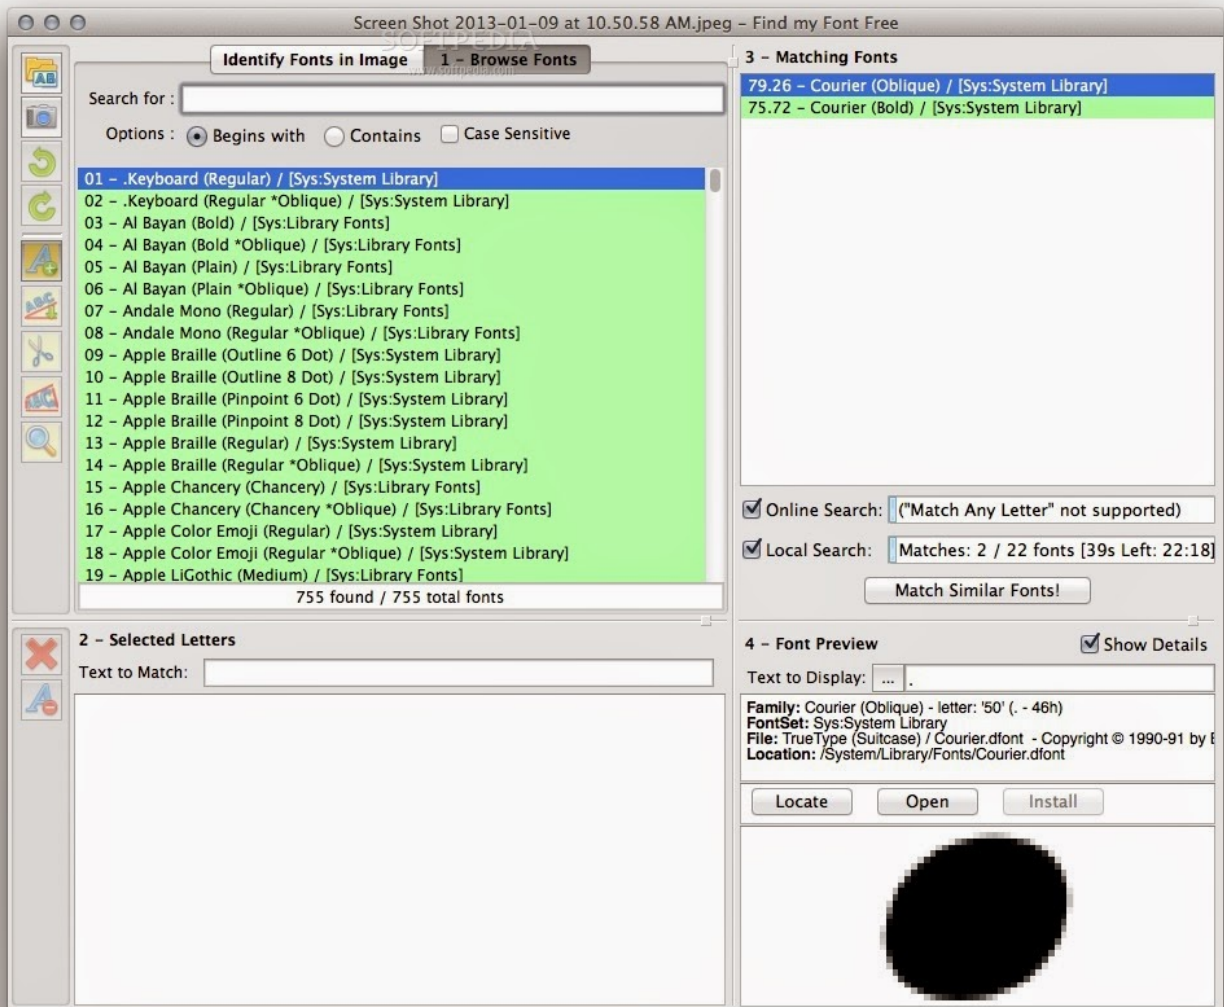 Screen Shot 2013-01-09 at 10.50.58 AM.jpeg – Find my Font Free
SOFTPEDIA
www.softpedia.com
Identify Fonts in Image
1 – Browse Fonts
Search for :
Options : Begins with Contains Case Sensitive
01 – .Keyboard (Regular) / [Sys:System Library]
02 – .Keyboard (Regular *Oblique) / [Sys:System Library]
03 – Al Bayan (Bold) / [Sys:Library Fonts]
04 – Al Bayan (Bold *Oblique) / [Sys:Library Fonts]
05 – Al Bayan (Plain) / [Sys:Library Fonts]
06 – Al Bayan (Plain *Oblique) / [Sys:Library Fonts]
07 – Andale Mono (Regular) / [Sys:Library Fonts]
08 – Andale Mono (Regular *Oblique) / [Sys:Library Fonts]
09 – Apple Braille (Outline 6 Dot) / [Sys:System Library]
10 – Apple Braille (Outline 8 Dot) / [Sys:System Library]
11 – Apple Braille (Pinpoint 6 Dot) / [Sys:System Library]
12 – Apple Braille (Pinpoint 8 Dot) / [Sys:System Library]
13 – Apple Braille (Regular) / [Sys:System Library]
14 – Apple Braille (Regular *Oblique) / [Sys:System Library]
15 – Apple Chancery (Chancery) / [Sys:Library Fonts]
16 – Apple Chancery (Chancery *Oblique) / [Sys:Library Fonts]
17 – Apple Color Emoji (Regular) / [Sys:System Library]
18 – Apple Color Emoji (Regular *Oblique) / [Sys:System Library]
19 – Apple LiGothic (Medium) / [Sys:Library Fonts]
755 found / 755 total fonts
2 – Selected Letters
Text to Match:
3 – Matching Fonts
79.26 – Courier (Oblique) / [Sys:System Library]
75.72 – Courier (Bold) / [Sys:System Library]
Online Search: ("Match Any Letter" not supported)
Local Search: Matches: 2 / 22 fonts [39s Left: 22:18]
Match Similar Fonts!
4 – Font Preview
Show Details
Text to Display: ... .
Family: Courier (Oblique) - letter: '50' (. - 46h)
FontSet: Sys:System Library
File: TrueType (Suitcase) / Courier.dfont - Copyright © 1990-91 by
Location: /System/Library/Fonts/Courier.dfont
Locate
Open
Install